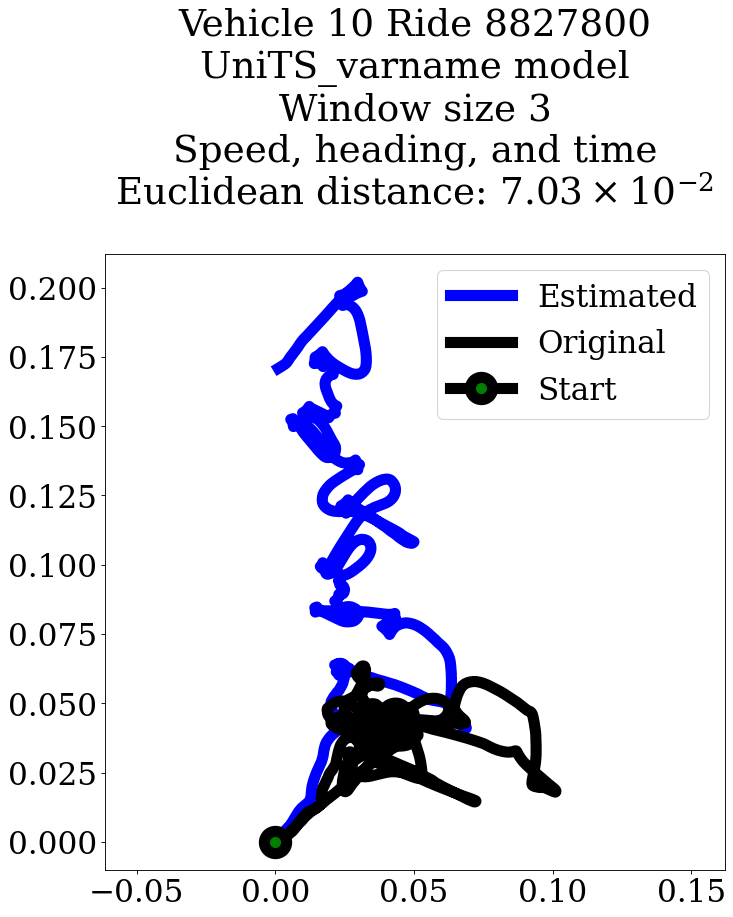 Vehicle 10 Ride 8827800
UniTS_varname model
Window size 3
Speed, heading, and time
Euclidean distance: 7.03 × 10⁻²
Estimated
Original
Start
0.200
0.175
0.150
0.125
0.100
0.075
0.050
0.025
0.000
−0.05 0.00 0.05 0.10 0.15